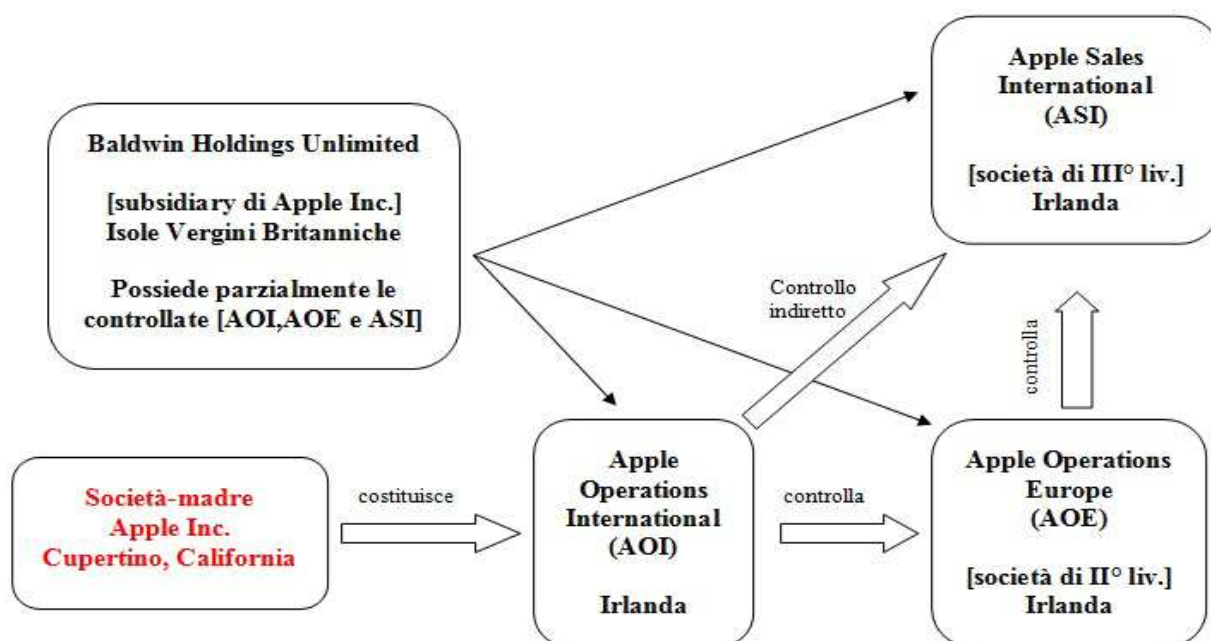 Baldwin Holdings Unlimited
[subsidiary di Apple Inc.]
Isole Vergini Britanniche
Possiede parzialmente le
controllate [AOI,AOE e ASI]
Apple Sales
International
(ASI)
[società di III° liv.]
Irlanda
Controllo
indiretto
controlla
Società-madre
Apple Inc.
Cupertino, California
costituisce
Apple
Operations
International
(AOI)
Irlanda
controlla
Apple Operations
Europe
(AOE)
[società di II° liv.]
Irlanda